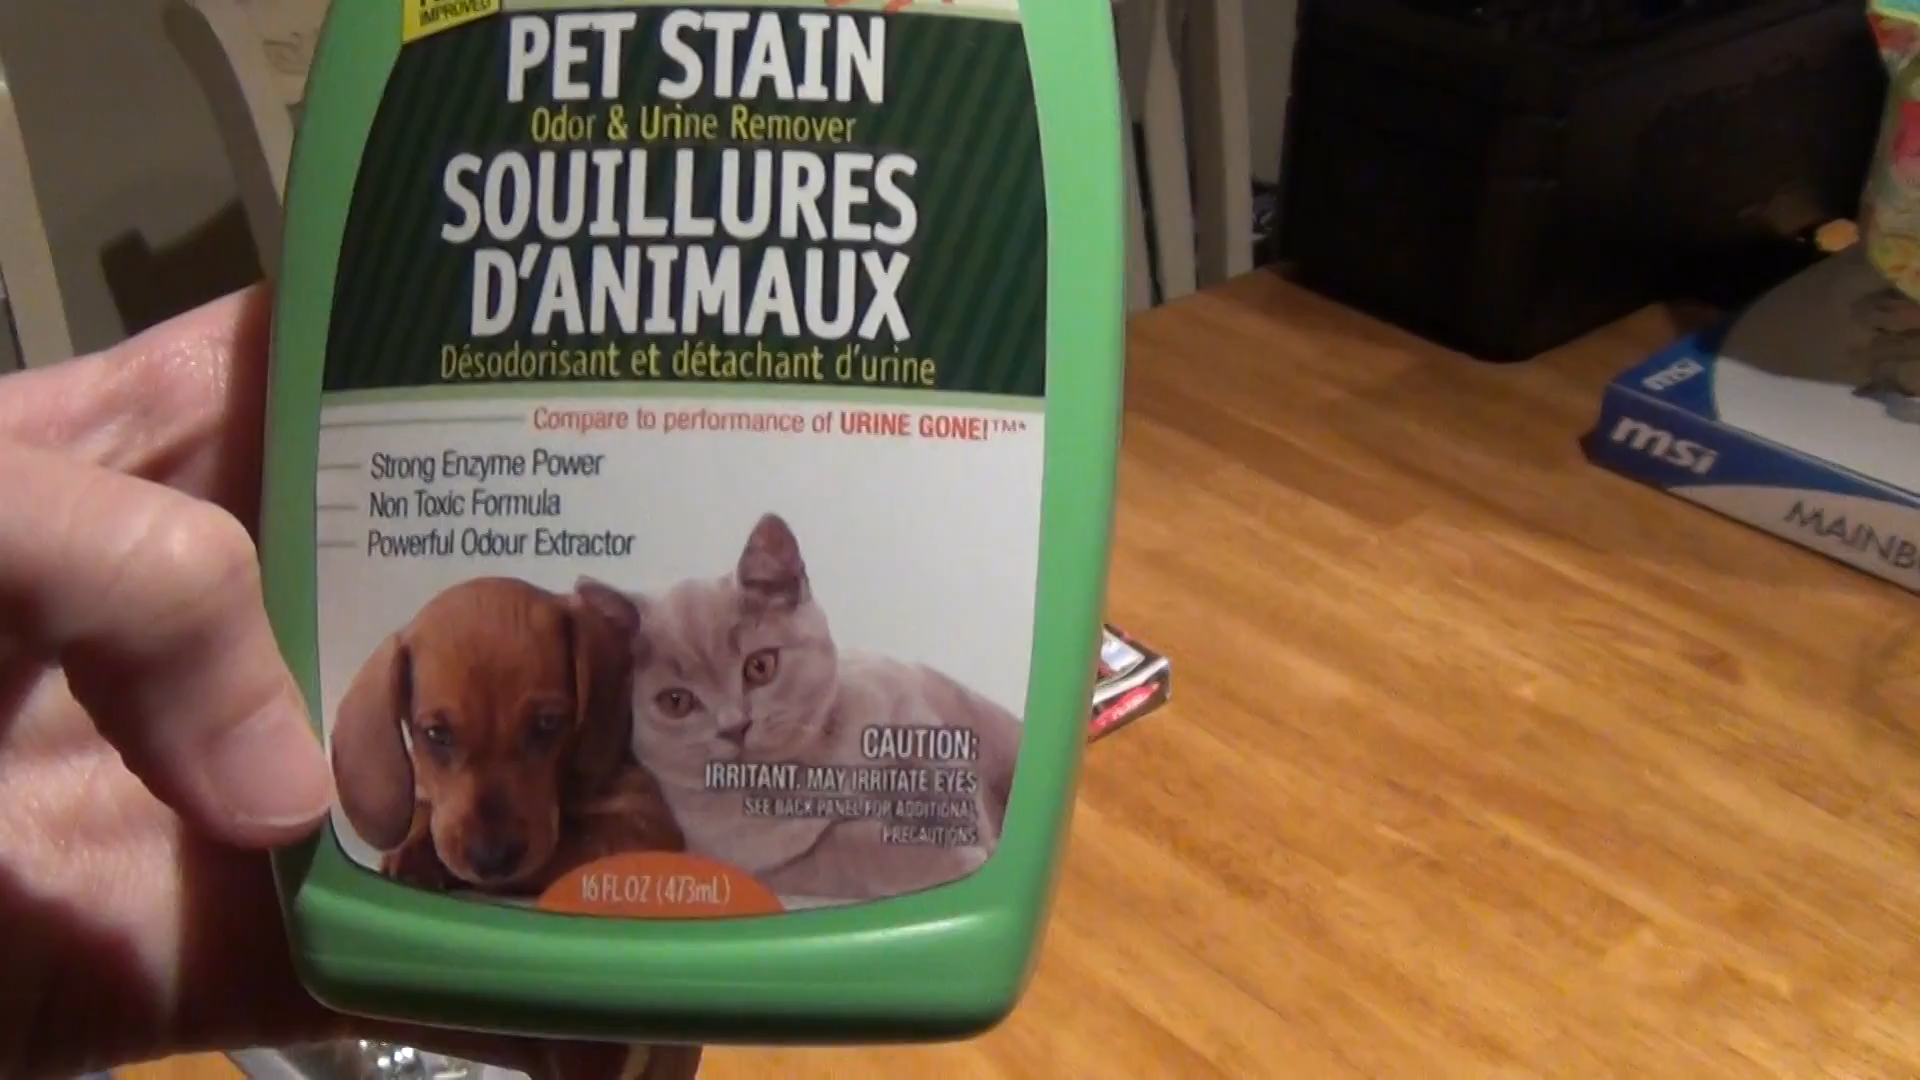 IMPROVED
PET STAIN
Odor & Urine Remover
SOUILLURES
D'ANIMAUX
Désodorisant et détachant d'urine
Compare to performance of URINE GONE!™*
Strong Enzyme Power
Non Toxic Formula
Powerful Odour Extractor
CAUTION:
IRRITANT. MAY IRRITATE EYES
SEE BACK PANEL FOR ADDITIONAL
PRECAUTIONS
16 FL OZ (473mL)
msi
msi
MAINB